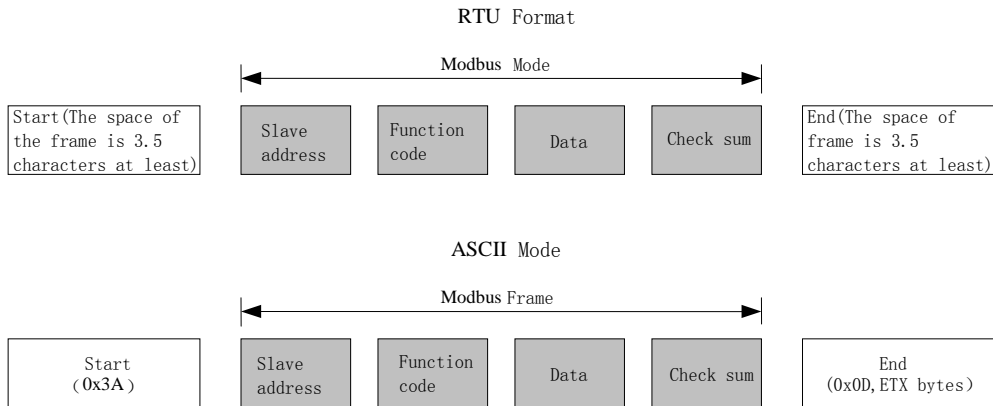 RTU Format
Modbus Mode
Start(The space of
the frame is 3.5
characters at least)
Slave
address
Function
code
Data
Check sum
End(The space of
frame is 3.5
characters at least)
ASCII Mode
Modbus Frame
Start
(0x3A)
Slave
address
Function
code
Data
Check sum
End
(0x0D,ETX bytes)